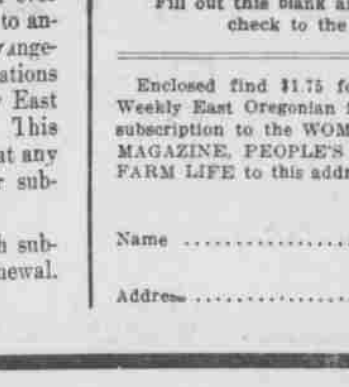 to an-
ange-
ations
East
This
at any
sub-
sub-
newal.
Fill out this blank
check to the
Enclosed find $1.75
Weekly East Oregonian
subscription to the WOM
MAGAZINE, PEOPLE'S
FARM LIFE to this addr
Name ....................
Address ....................